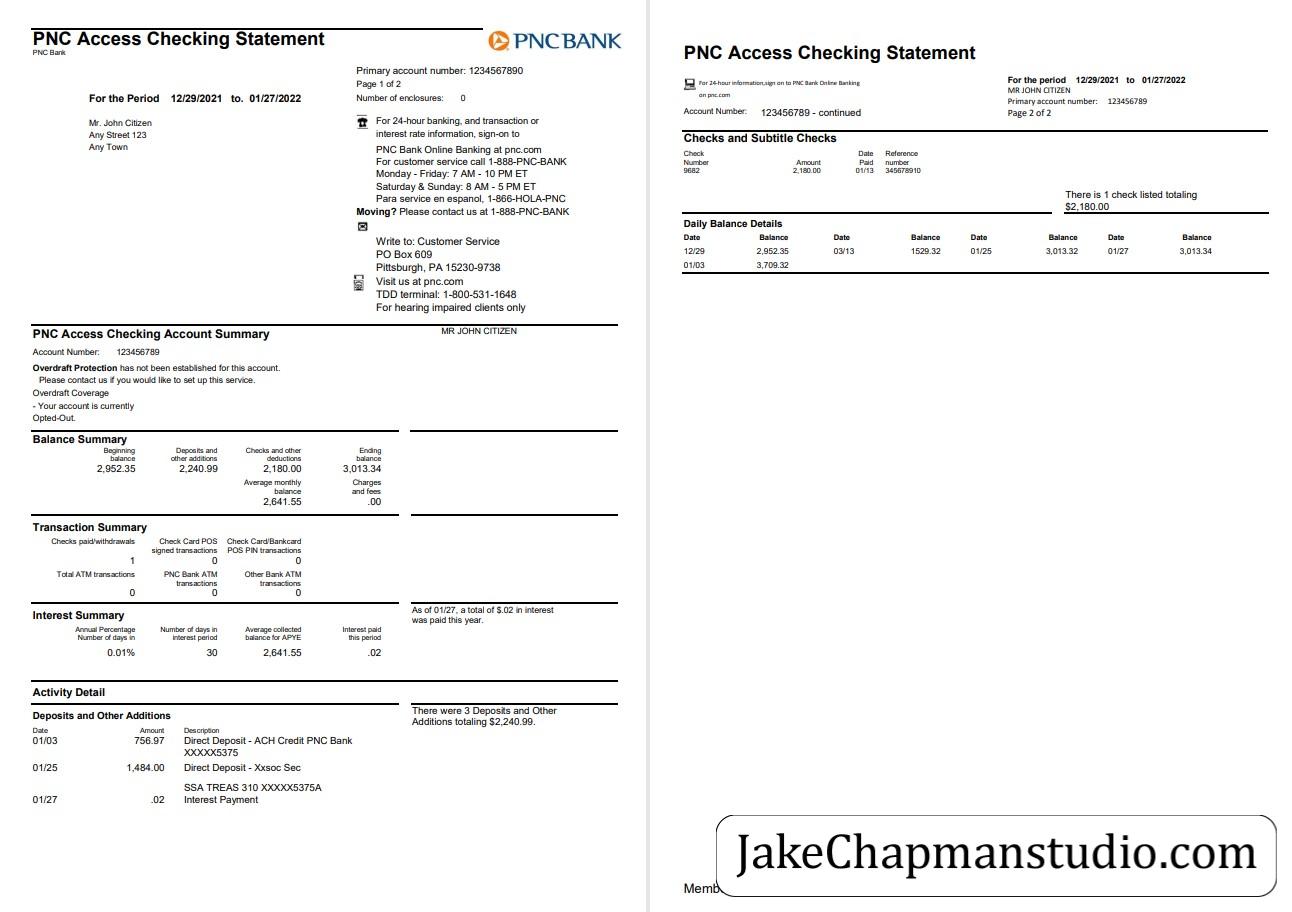 PNC Access Checking Statement
PNC Bank
PNCBANK
Primary account number: 1234567890
Page 1 of 2
Number of enclosures: 0
For the Period 12/29/2021 to. 01/27/2022
Mr. John Citizen
Any Street 123
Any Town
For 24-hour banking, and transaction or
interest rate information, sign-on to
PNC Bank Online Banking at pnc.com
For customer service call 1-888-PNC-BANK
Monday - Friday: 7 AM - 10 PM ET
Saturday & Sunday: 8 AM - 5 PM ET
Para service en espanol, 1-866-HOLA-PNC
Moving? Please contact us at 1-888-PNC-BANK
Write to: Customer Service
PO Box 609
Pittsburgh, PA 15230-9738
Visit us at pnc.com
TDD terminal: 1-800-531-1648
For hearing impaired clients only
PNC Access Checking Account Summary
MR JOHN CITIZEN
Account Number: 123456789
Overdraft Protection has not been established for this account.
Please contact us if you would like to set up this service.
Overdraft Coverage
- Your account is currently
Opted-Out.
Balance Summary
Beginning Deposits and Checks and other Ending
balance other additions deductions balance
2,952.35 2,240.99 2,180.00 3,013.34
Average monthly Charges
balance and fees
2,641.55 .00
Transaction Summary
Checks paid/withdrawals Check Card POS Check Card/Bankcard
signed transactions POS PIN transactions
1 0 0
Total ATM transactions PNC Bank ATM Other Bank ATM
transactions transactions
0 0 0
Interest Summary
As of 01/27, a total of $.02 in interest
was paid this year.
Annual Percentage Number of days in Average collected Interest paid
Number of days in interest period balance for APYE this period
0.01% 30 2,641.55 .02
Activity Detail
Deposits and Other Additions
There were 3 Deposits and Other
Additions totaling $2,240.99.
Date Amount Description
01/03 756.97 Direct Deposit - ACH Credit PNC Bank
XXXXX5375
01/25 1,484.00 Direct Deposit - Xxsoc Sec
SSA TREAS 310 XXXXX5375A
01/27 .02 Interest Payment
PNC Access Checking Statement
For 24-hour information,sign on to PNC Bank Online Banking
on pnc.com
Account Number: 123456789 - continued
For the period 12/29/2021 to 01/27/2022
MR JOHN CITIZEN
Primary account number: 123456789
Page 2 of 2
Checks and Subtitle Checks
Check Date Reference
Number Amount Paid number
9682 2,180.00 01/13 345678910
There is 1 check listed totaling
$2,180.00
Daily Balance Details
Date Balance Date Balance Date Balance Date Balance
12/29 2,952.35 03/13 1529.32 01/25 3,013.32 01/27 3,013.34
01/03 3,709.32
JakeChapmanstudio.com